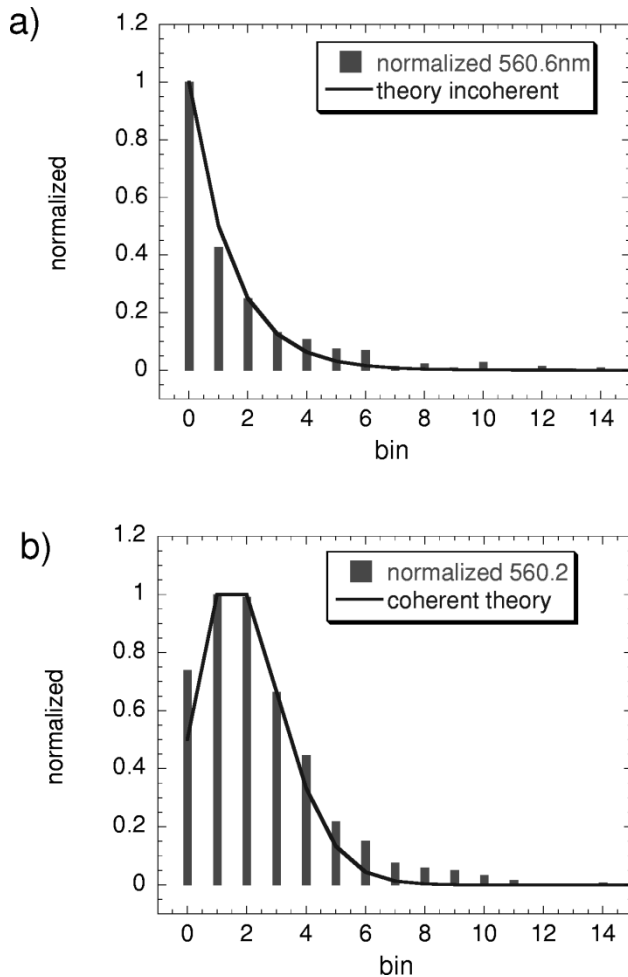 a)
1.2
1
0.8
0.6
0.4
0.2
0
normalized
normalized 560.6nm
theory incoherent
0 2 4 6 8 10 12 14
bin
b)
1.2
1
0.8
0.6
0.4
0.2
0
normalized
normalized 560.2
coherent theory
0 2 4 6 8 10 12 14
bin